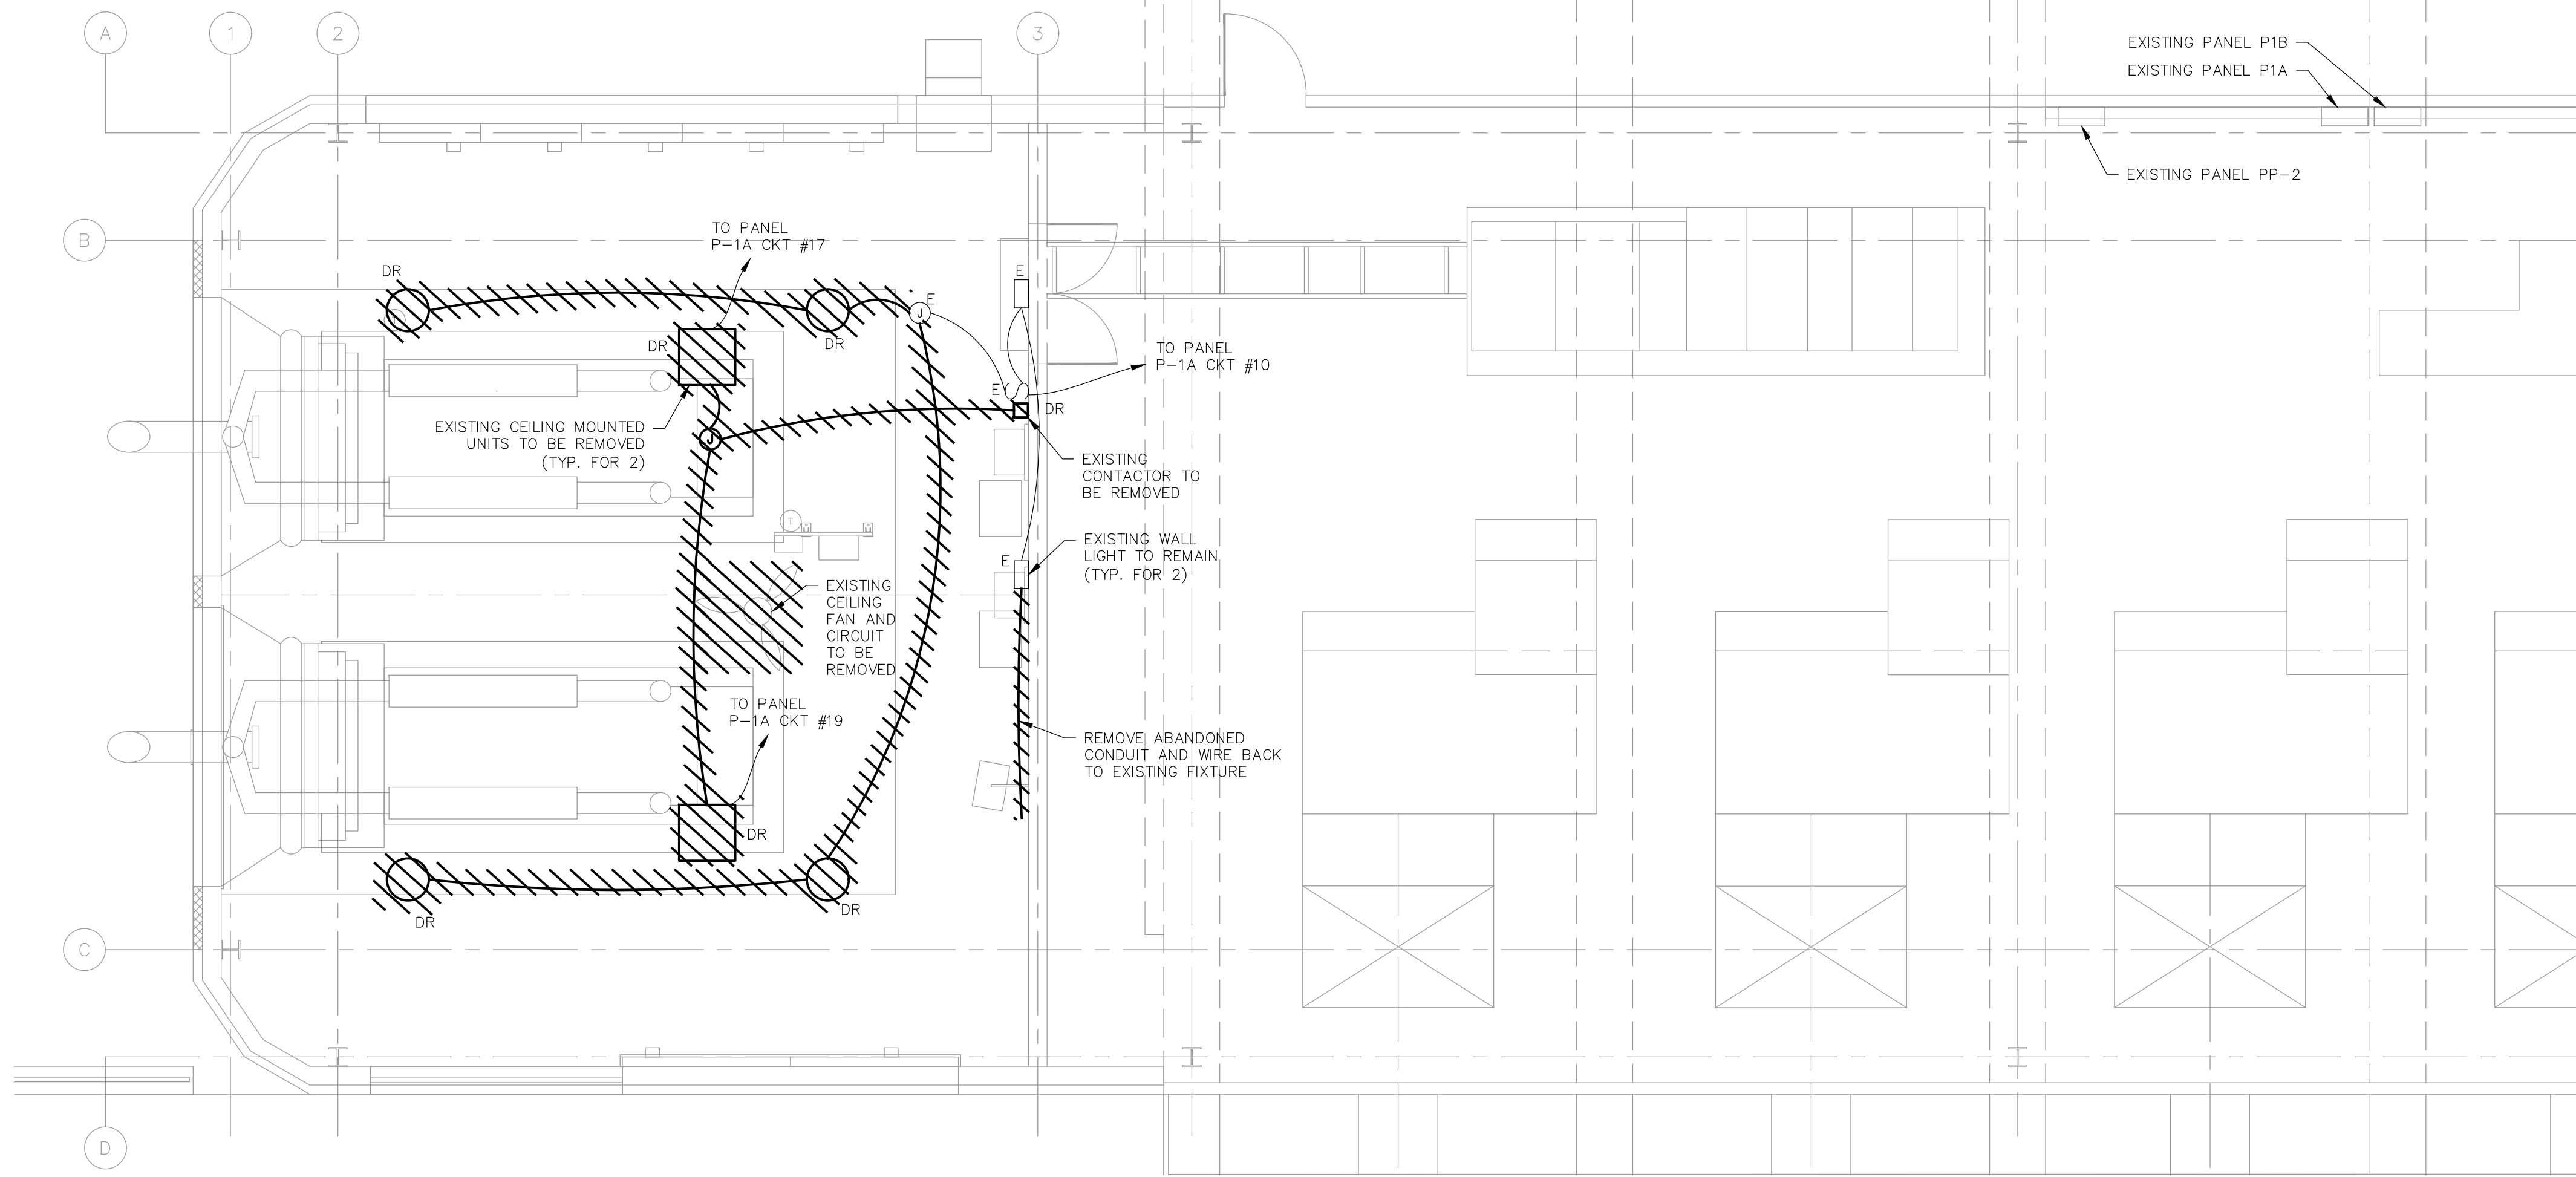 A
1
2
3
EXISTING PANEL P1B
EXISTING PANEL P1A
EXISTING PANEL PP-2
B
TO PANEL
P-1A CKT #17
DR
E
E
J
DR
DR
TO PANEL
P-1A CKT #10
E
DR
EXISTING CEILING MOUNTED
UNITS TO BE REMOVED
(TYP. FOR 2)
J
EXISTING
CONTACTOR TO
BE REMOVED
T
EXISTING WALL
LIGHT TO REMAIN
(TYP. FOR 2)
E
EXISTING
CEILING
FAN AND
CIRCUIT
TO BE
REMOVED
TO PANEL
P-1A CKT #19
REMOVE ABANDONED
CONDUIT AND WIRE BACK
TO EXISTING FIXTURE
DR
DR
DR
C
D